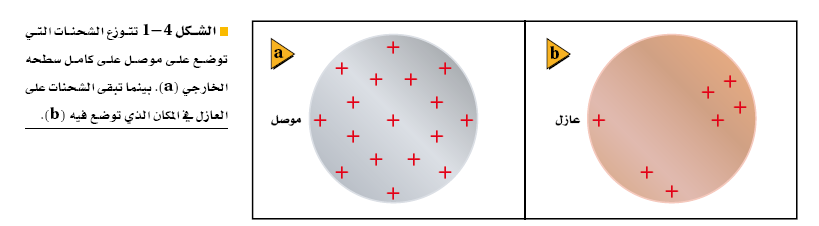 الشكل 4–1 تتوزع الشحنات التي
توضع على موصل على كامل سطحه
الخارجي (a). بينما تبقى الشحنات على
العازل في المكان الذي توضع فيه (b).
a
موصل
b
عازل